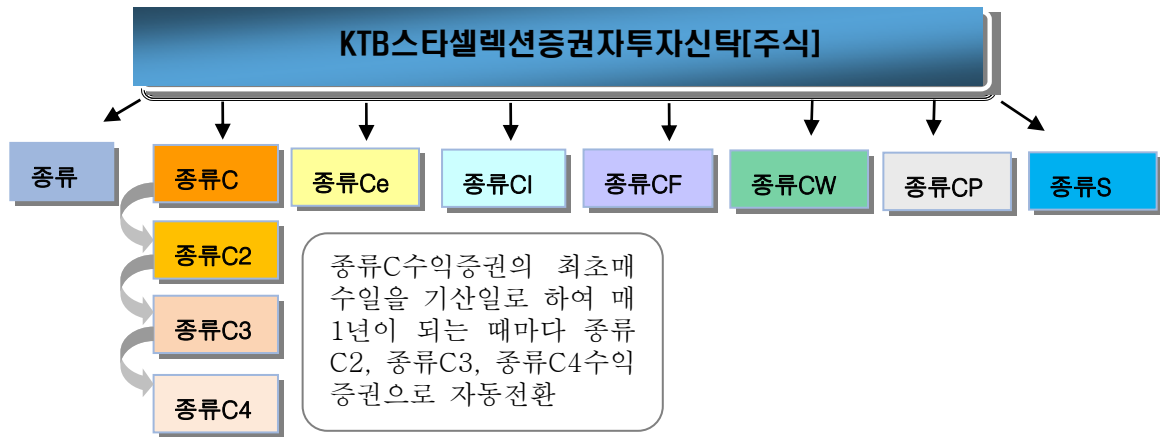 KTB스타셀렉션증권자투자신탁[주식]
종류
종류C
종류Ce
종류CI
종류CF
종류CW
종류CP
종류S
종류C2
종류C3
종류C4
종류C수익증권의 최초매
수일을 기산일로 하여 매
1년이 되는 때마다 종류
C2, 종류C3, 종류C4수익
증권으로 자동전환